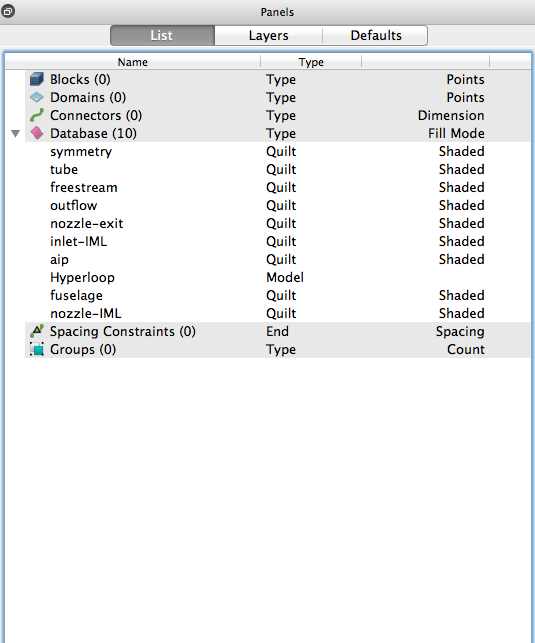 Panels
List Layers Defaults
Name Type
Blocks (0) Type Points
Domains (0) Type Points
Connectors (0) Type Dimension
Database (10) Type Fill Mode
symmetry Quilt Shaded
tube Quilt Shaded
freestream Quilt Shaded
outflow Quilt Shaded
nozzle-exit Quilt Shaded
inlet-IML Quilt Shaded
aip Quilt Shaded
Hyperloop Model
fuselage Quilt Shaded
nozzle-IML Quilt Shaded
Spacing Constraints (0) End Spacing
Groups (0) Type Count